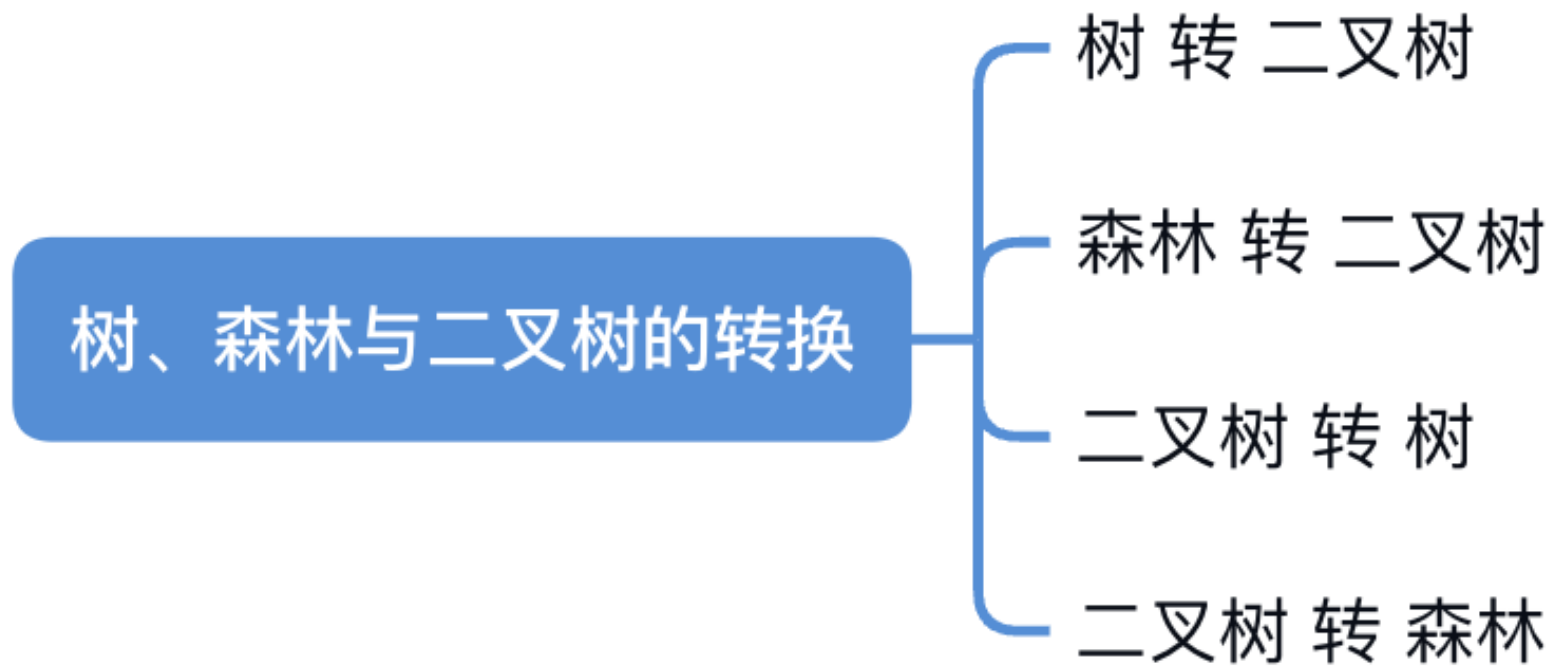 树、森林与二叉树的转换
树 转 二叉树
森林 转 二叉树
二叉树 转 树
二叉树 转 森林